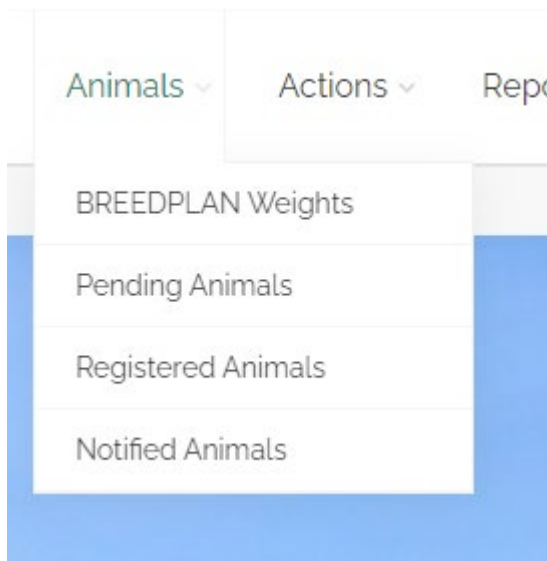 Animals Actions
BREEDPLAN Weights
Pending Animals
Registered Animals
Notified Animals